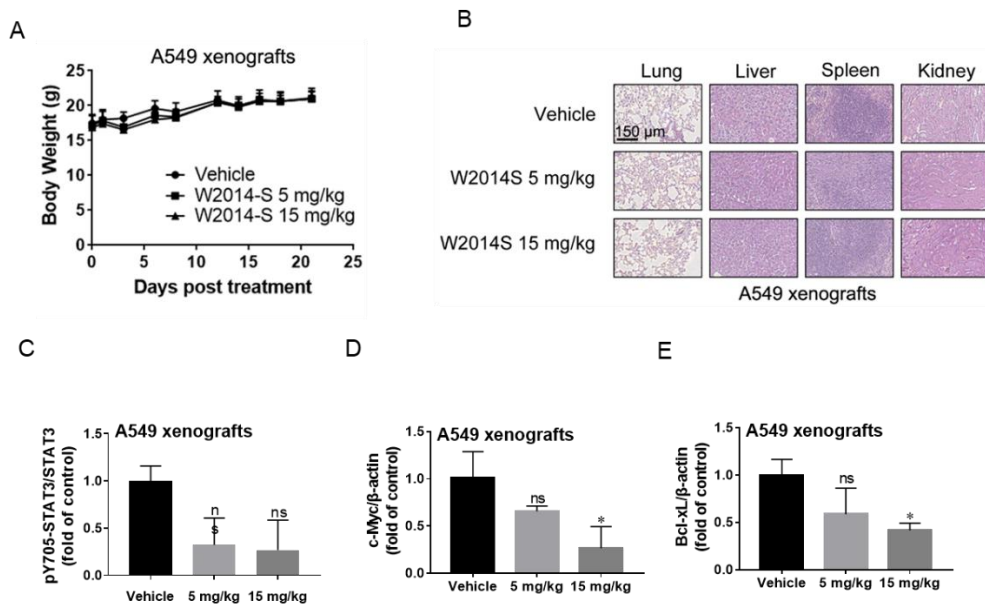 A
A549 xenografts
Body Weight (g)
25
20
15
10
5
0
Vehicle
W2014-S 5 mg/kg
W2014-S 15 mg/kg
0 5 10 15 20 25
Days post treatment
B
Lung Liver Spleen Kidney
Vehicle
150 µm
W2014S 5 mg/kg
W2014S 15 mg/kg
A549 xenografts
C
A549 xenografts
pY705-STAT3/STAT3
(fold of control)
1.5
1.0
0.5
0.0
n
s
ns
Vehicle 5 mg/kg 15 mg/kg
D
A549 xenografts
c-Myc/β-actin
(fold of control)
1.5
1.0
0.5
0.0
ns
*
Vehicle 5 mg/kg 15 mg/kg
E
A549 xenografts
Bcl-xL/β-actin
(fold of control)
1.5
1.0
0.5
0.0
ns
*
Vehicle 5 mg/kg 15 mg/kg